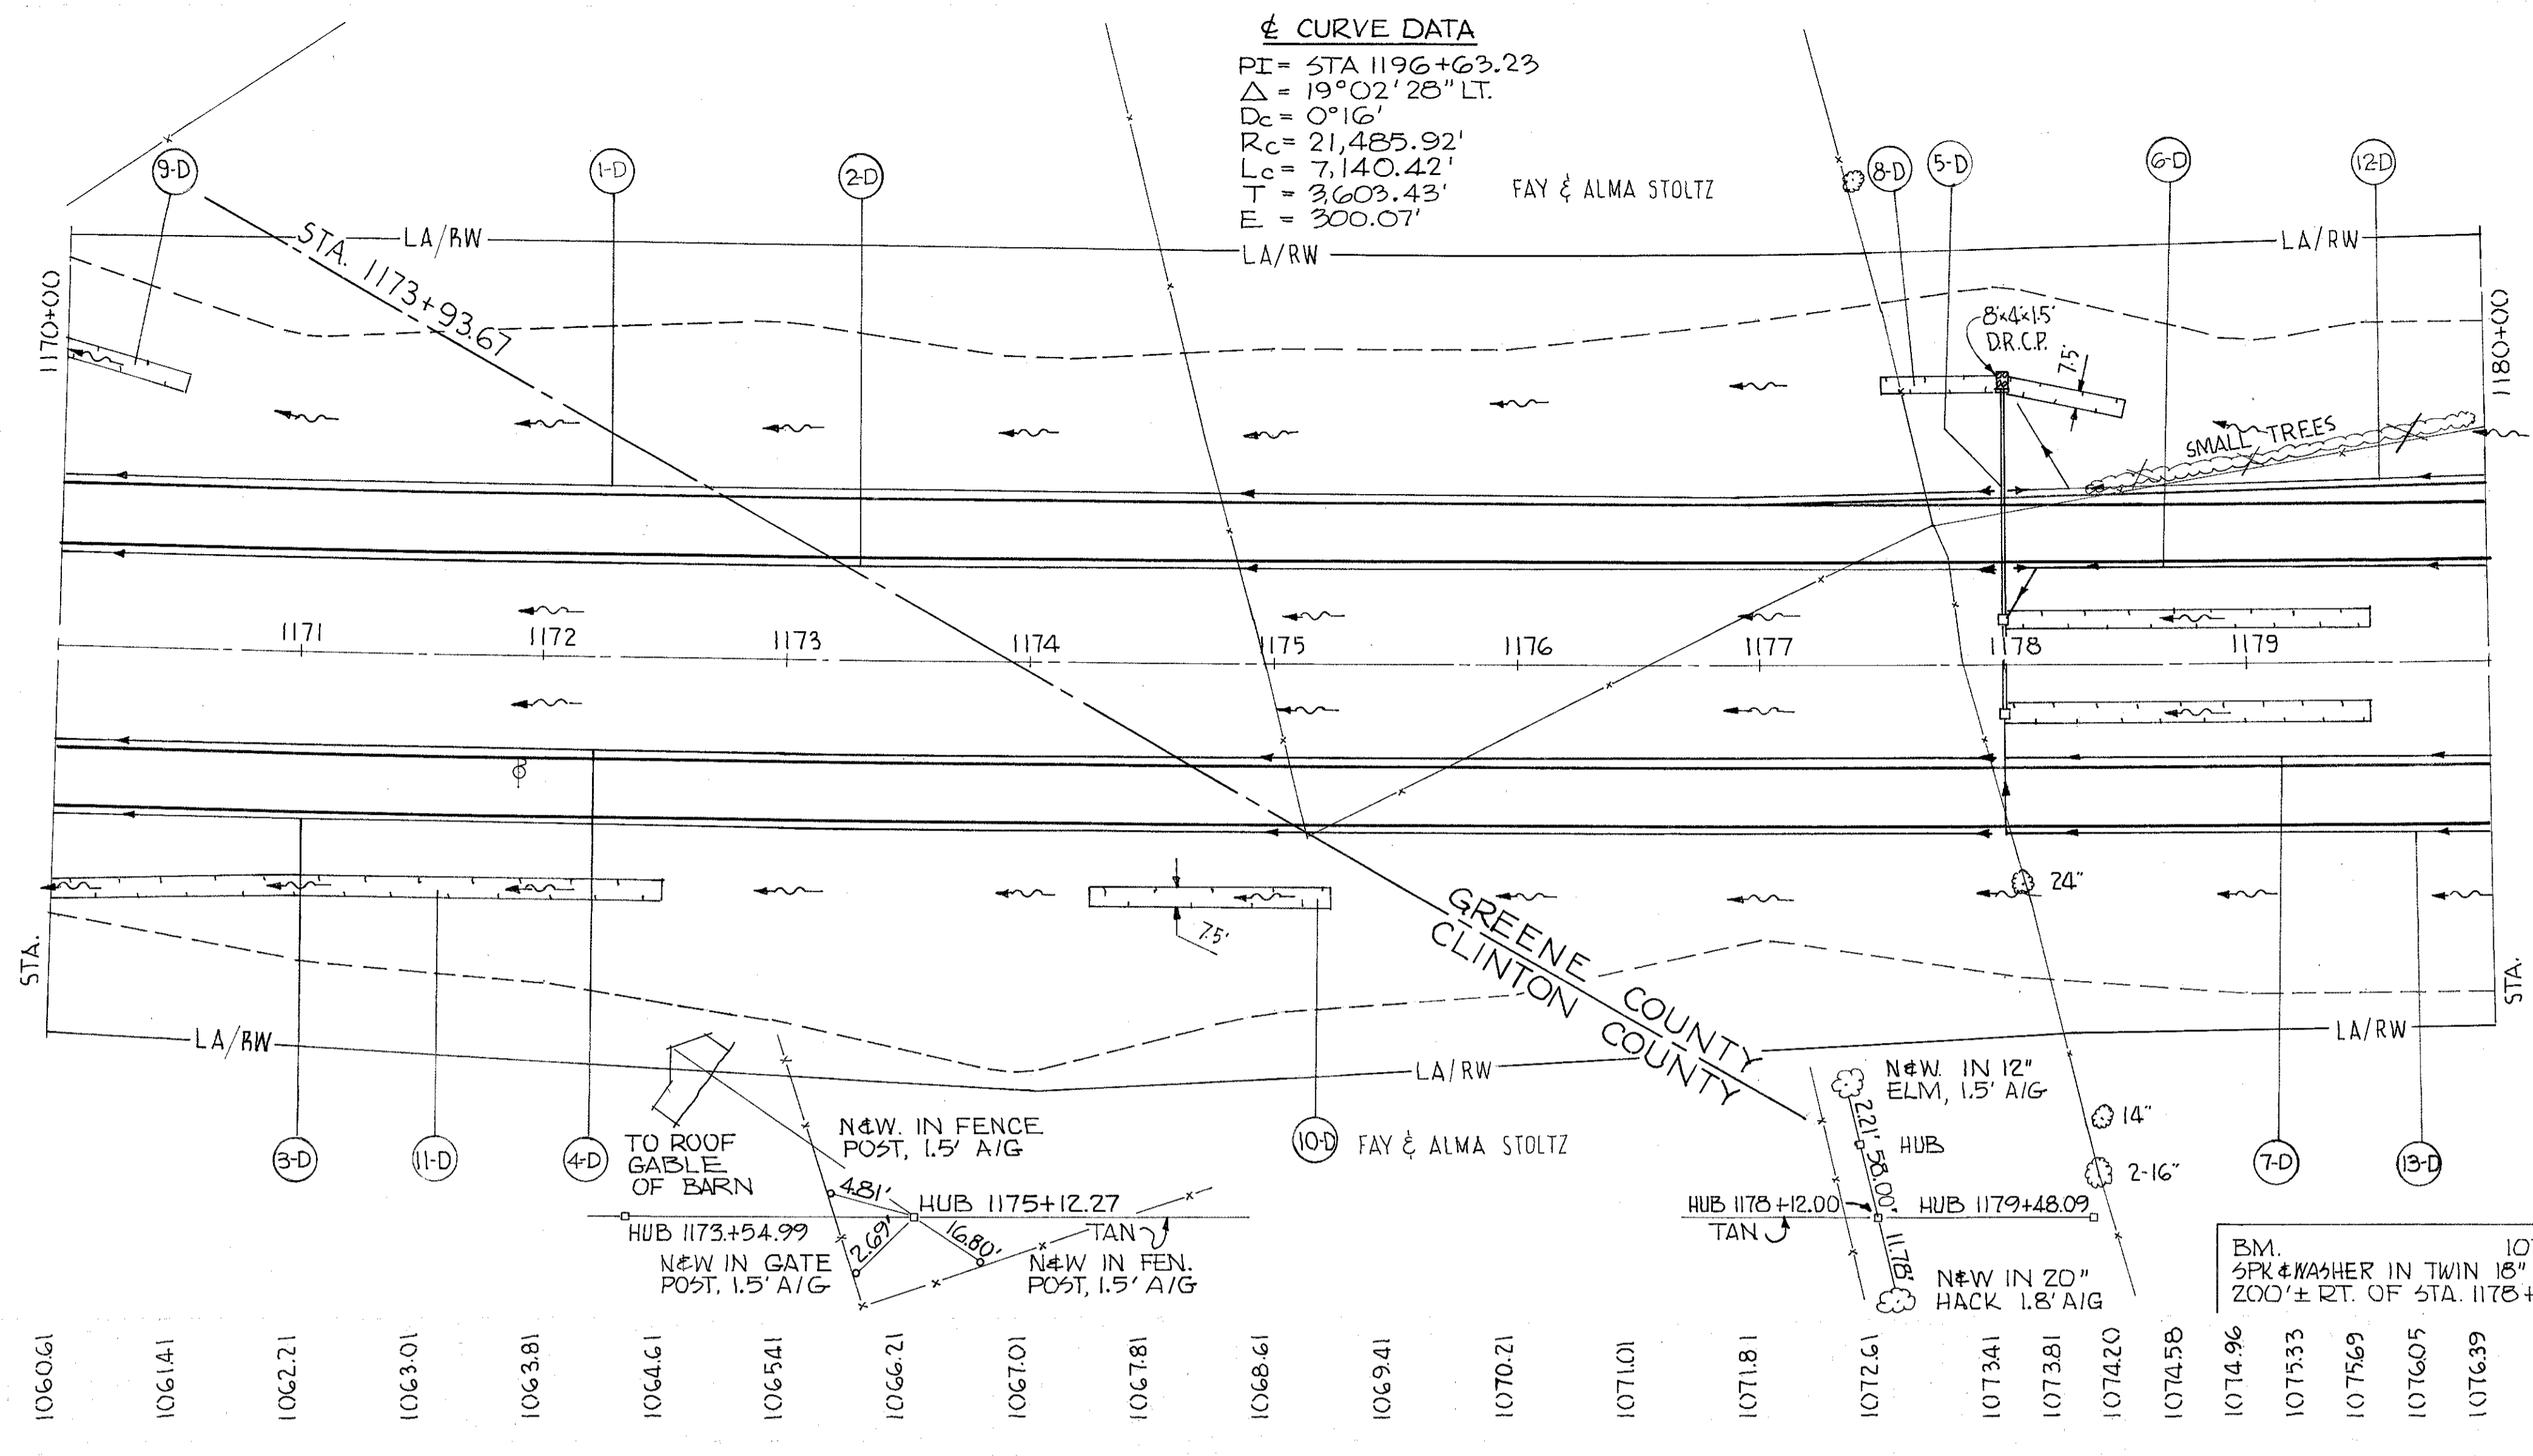 ₵ CURVE DATA
PI = STA 1196+63.23
Δ = 19°02'28" LT.
Dc = 0°16'
Rc = 21,485.92'
Lc = 7,140.42'
T = 3,603.43'
E = 300.07'
FAY & ALMA STOLTZ
9-D
1-D
2-D
8-D
5-D
6-D
12-D
STA. 1173+93.67
LA/RW
LA/RW
LA/RW
1170+00
STA.
1180+00
STA.
8'x4'x1.5'
D.R.C.P.
7.5'
SMALL TREES
1171
1172
1173
1174
1175
1176
1177
1178
1179
24"
7.5'
GREENE COUNTY
CLINTON COUNTY
LA/RW
LA/RW
LA/RW
3-D
11-D
4-D
10-D
FAY & ALMA STOLTZ
7-D
13-D
TO ROOF
GABLE
OF BARN
N&W. IN FENCE
POST, 1.5' A/G
4.81'
HUB 1175+12.27
HUB 1173+54.99
2.69'
16.80'
TAN
N&W IN GATE
POST, 1.5' A/G
N&W IN FEN.
POST, 1.5' A/G
N&W. IN 12"
ELM, 1.5' A/G
2.21'
HUB
58.00'
14"
2-16"
HUB 1178+12.00
TAN
HUB 1179+48.09
11.78'
N&W IN 20"
HACK 1.8' A/G
BM. 10
SPK & WASHER IN TWIN 18"
200'± RT. OF STA. 1178+
1060.61
1061.41
1062.21
1063.01
1063.81
1064.61
1065.41
1066.21
1067.01
1067.81
1068.61
1069.41
1070.21
1071.01
1071.81
1072.61
1073.41
1073.81
1074.20
1074.58
1074.96
1075.33
1075.69
1076.05
1076.39